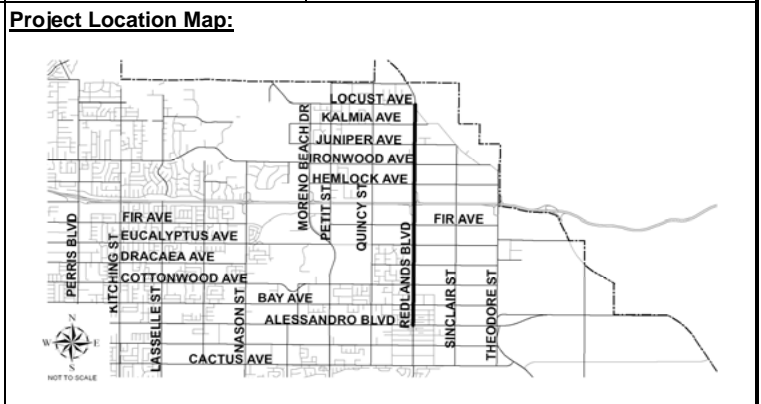 Project Location Map:
LOCUST AVE
KALMIA AVE
JUNIPER AVE
IRONWOOD AVE
HEMLOCK AVE
MORENO BEACH DR
PETIT ST
QUINCY ST
REDLANDS BLVD
FIR AVE
FIR AVE
EUCALYPTUS AVE
DRACAEA AVE
COTTONWOOD AVE
BAY AVE
ALESSANDRO BLVD
CACTUS AVE
PERRIS BLVD
KITCHING ST
LASSELLE ST
NASON ST
SINCLAIR ST
THEODORE ST
N
W
E
S
NOT TO SCALE